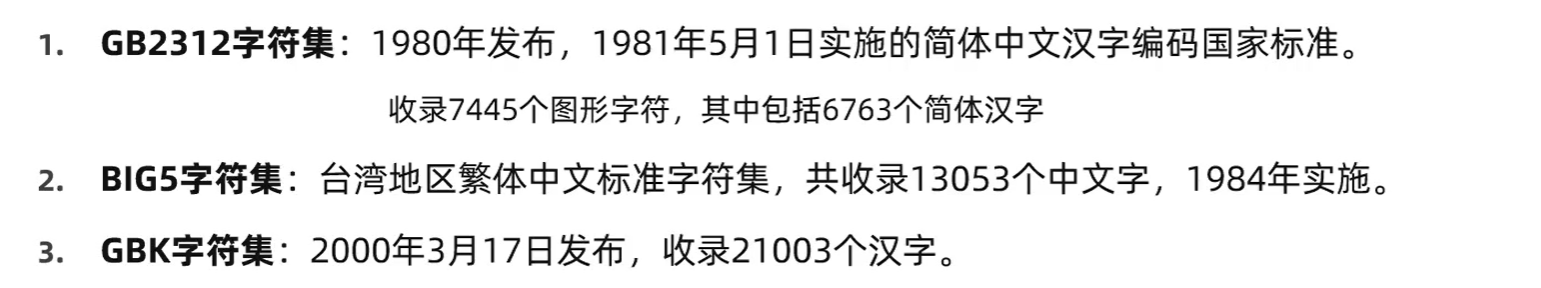 1. GB2312字符集：1980年发布，1981年5月1日实施的简体中文汉字编码国家标准。
收录7445个图形字符，其中包括6763个简体汉字
2. BIG5字符集：台湾地区繁体中文标准字符集，共收录13053个中文字，1984年实施。
3. GBK字符集：2000年3月17日发布，收录21003个汉字。